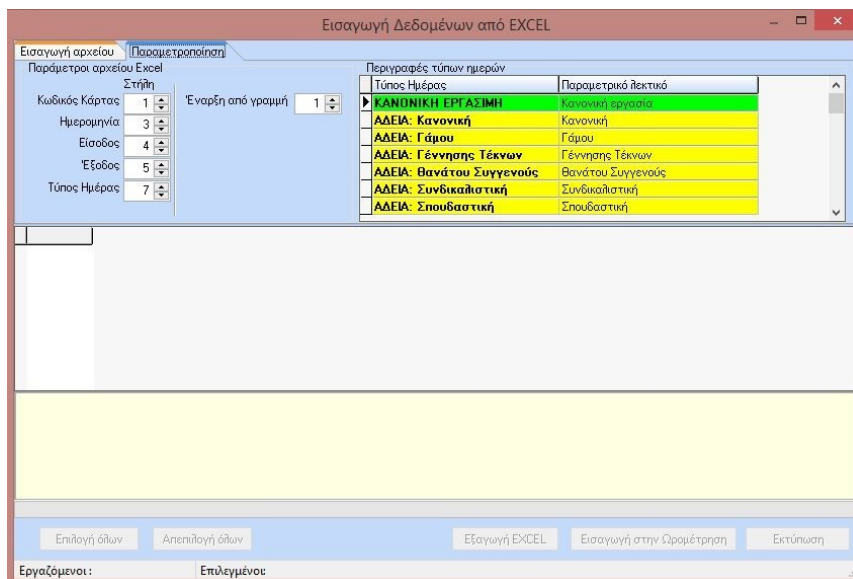 Εισαγωγή Δεδομένων από EXCEL
Εισαγωγή αρχείου Παραμετροποίηση
Παράμετροι αρχείου Excel
Στήλη
Κωδικός Κάρτας 1
Ημερομηνία 3
Είσοδος 4
Έξοδος 5
Τύπος Ημέρας 7
Έναρξη από γραμμή 1
Περιγραφές τύπων ημερών
Τύπος Ημέρας Παραμετρικό λεκτικό
ΚΑΝΟΝΙΚΗ ΕΡΓΑΣΙΜΗ Κανονική εργασία
ΑΔΕΙΑ: Κανονική Κανονική
ΑΔΕΙΑ: Γάμου Γάμου
ΑΔΕΙΑ: Γέννησης Τέκνων Γέννησης Τέκνων
ΑΔΕΙΑ: Θανάτου Συγγενούς Θανάτου Συγγενούς
ΑΔΕΙΑ: Συνδικαλιστική Συνδικαλιστική
ΑΔΕΙΑ: Σπουδαστική Σπουδαστική
Επιλογή όλων Απεπιλογή όλων Εξαγωγή EXCEL Εισαγωγή στην Ωρομέτρηση Εκτύπωση
Εργαζόμενοι : Επιλεγμένοι: